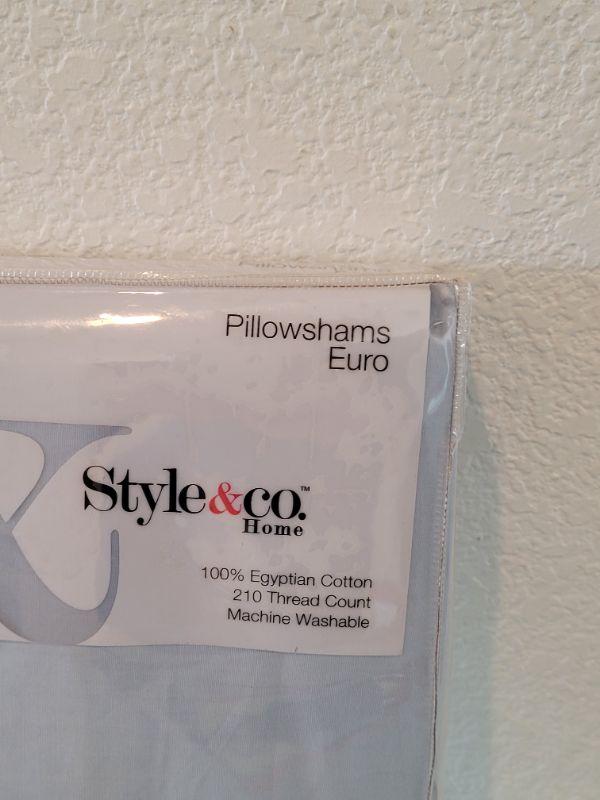 Pillowshams
Euro
Style&co.™
Home
100% Egyptian Cotton
210 Thread Count
Machine Washable